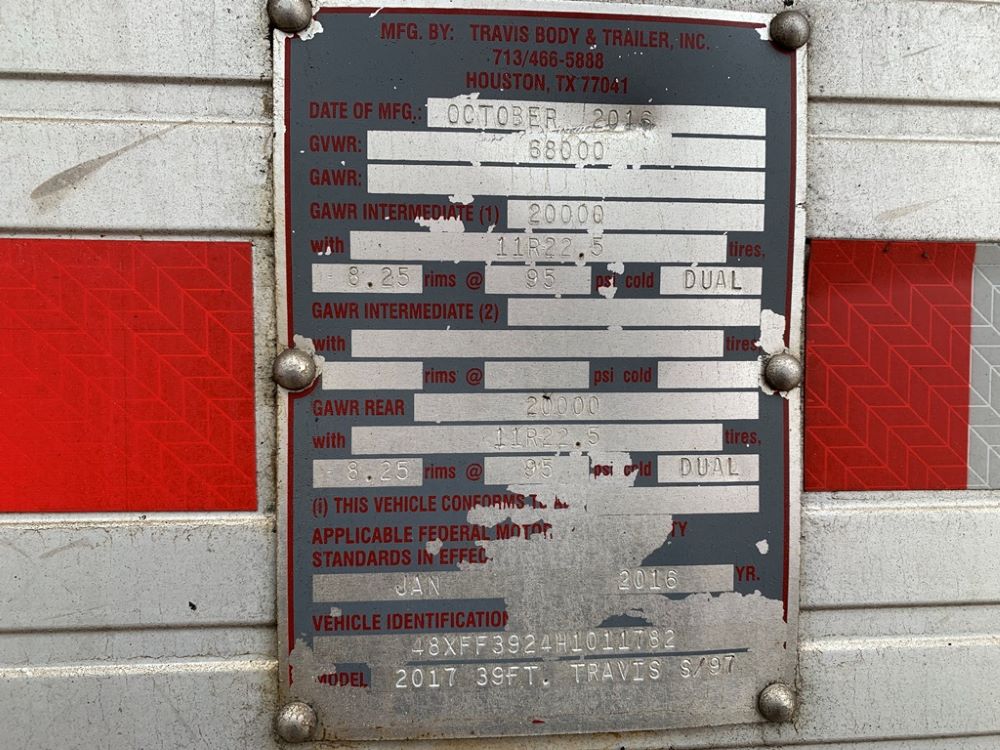 MFG. BY: TRAVIS BODY & TRAILER, INC.
713/466-5888
HOUSTON, TX 77041
DATE OF MFG.: OCTOBER 2016
GVWR: 68000
GAWR:
GAWR INTERMEDIATE (1) 20000
with 11R22.5 tires,
8.25 rims @ 95 psi cold DUAL
GAWR INTERMEDIATE (2)
with tires
rims @ psi cold
GAWR REAR 20000
with 11R22.5 tires,
8.25 rims @ 95 psi cold DUAL
(I) THIS VEHICLE CONFORMS
APPLICABLE FEDERAL MOTOR TY
STANDARDS IN EFFEC
JAN 2016 YR.
VEHICLE IDENTIFICATION
48XFF3924H1011782
MODEL 2017 39FT. TRAVIS S/97